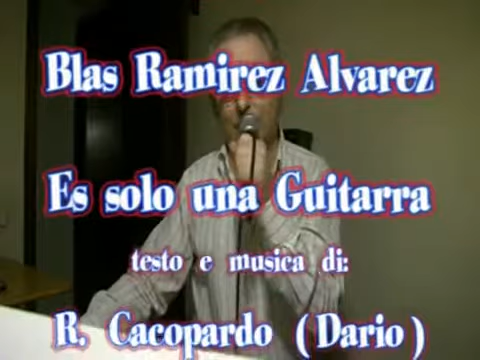 Blas Ramirez Alvarez
Es solo una Guitarra
testo e musica di:
R. Cacopardo (Dario)